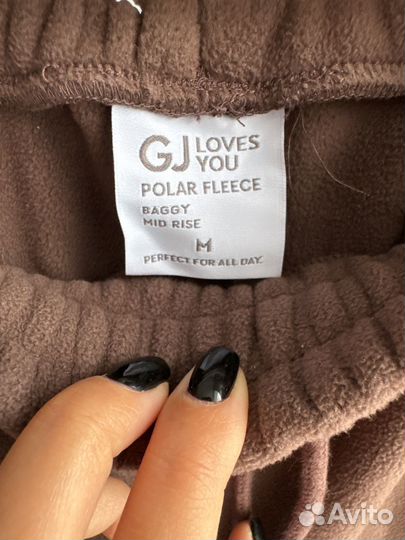 GJ LOVES
YOU
POLAR FLEECE
BAGGY
MID RISE
M
PERFECT FOR ALL DAY.
Avito